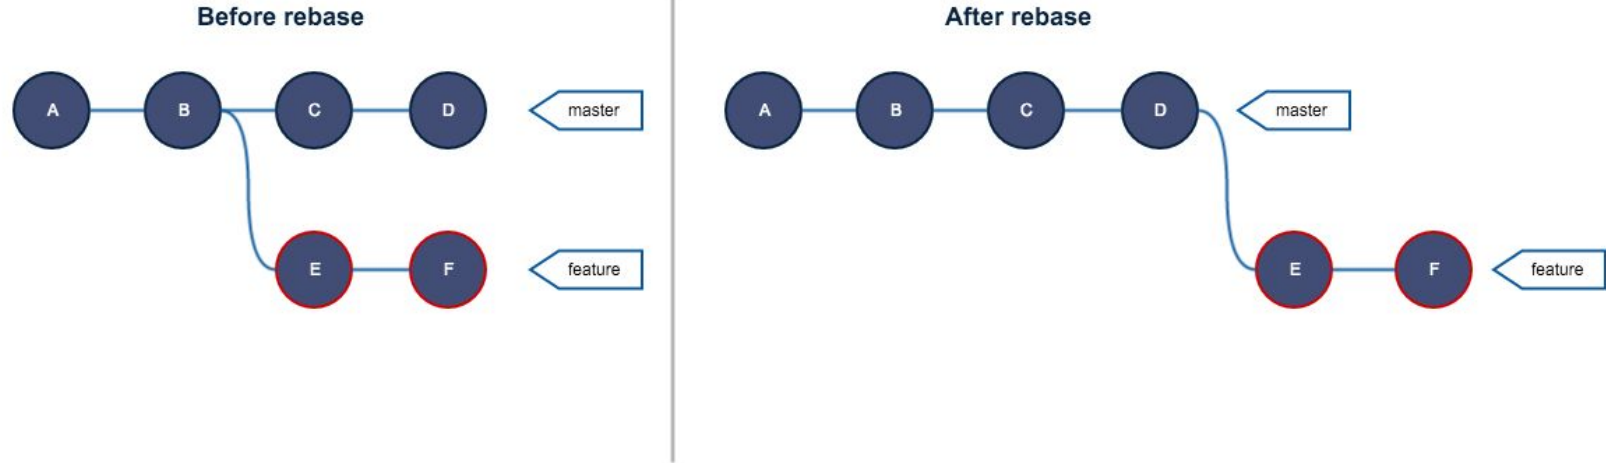 Before rebase
A
B
C
D
master
E
F
feature
After rebase
A
B
C
D
master
E
F
feature